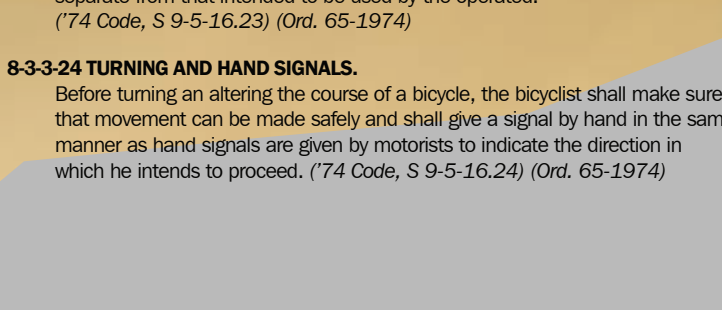 separate from that intended to be used by the operated.
('74 Code, S 9-5-16.23) (Ord. 65-1974)
8-3-3-24 TURNING AND HAND SIGNALS.
Before turning an altering the course of a bicycle, the bicyclist shall make sure
that movement can be made safely and shall give a signal by hand in the sam
manner as hand signals are given by motorists to indicate the direction in
which he intends to proceed. ('74 Code, S 9-5-16.24) (Ord. 65-1974)